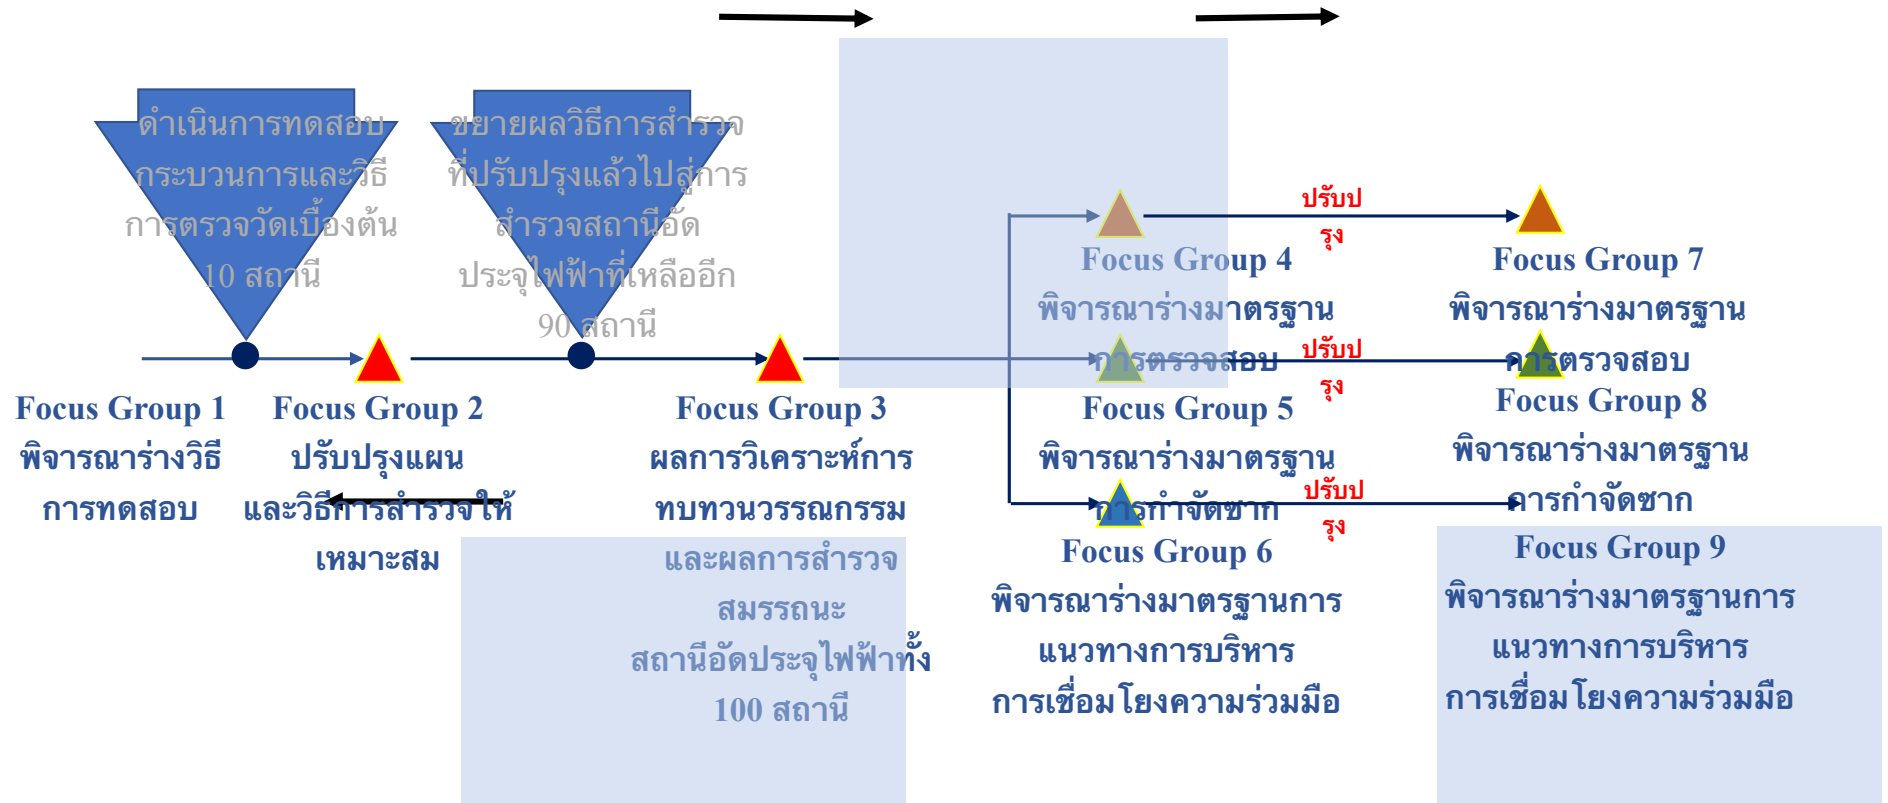 ดำเนินการทดสอบ
กระบวนการและวิธี
การตรวจวัดเบื้องต้น
10 สถานี
ขยายผลวิธีการสำรวจ
ที่ปรับปรุงแล้วไปสู่การ
สำรวจสถานีอัด
ประจุไฟฟ้าที่เหลืออีก
90 สถานี
Focus Group 1
พิจารณาร่างวิธี
การทดสอบ
Focus Group 2
ปรับปรุงแผน
และวิธีการสำรวจให้
เหมาะสม
Focus Group 3
ผลการวิเคราะห์การ
ทบทวนวรรณกรรม
และผลการสำรวจ
สมรรถนะ
สถานีอัดประจุไฟฟ้าทั้ง
100 สถานี
Focus Group 4
พิจารณาร่างมาตรฐาน
การตรวจสอบ
ปรับป
รุง
Focus Group 7
พิจารณาร่างมาตรฐาน
การตรวจสอบ
Focus Group 5
พิจารณาร่างมาตรฐาน
การกำจัดซาก
ปรับป
รุง
Focus Group 8
พิจารณาร่างมาตรฐาน
การกำจัดซาก
Focus Group 6
พิจารณาร่างมาตรฐานการ
แนวทางการบริหาร
การเชื่อมโยงความร่วมมือ
ปรับป
รุง
Focus Group 9
พิจารณาร่างมาตรฐานการ
แนวทางการบริหาร
การเชื่อมโยงความร่วมมือ